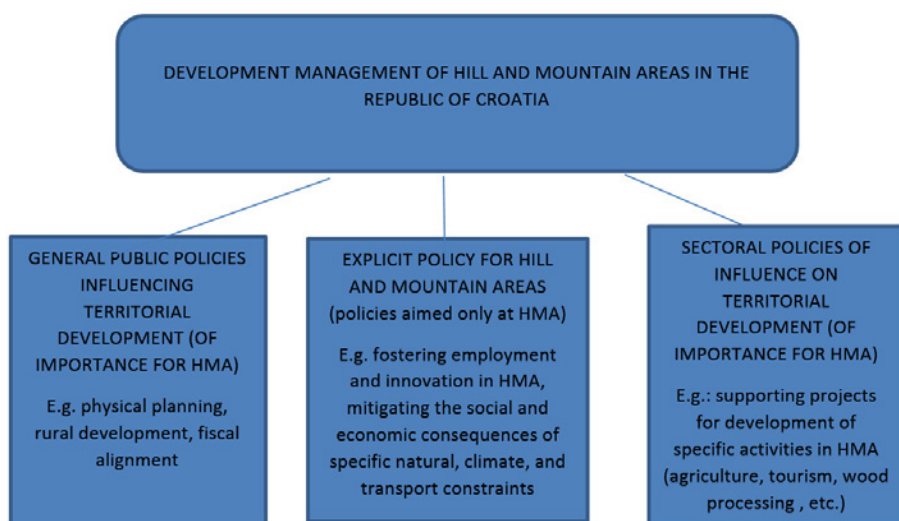 DEVELOPMENT MANAGEMENT OF HILL AND MOUNTAIN AREAS IN THE
REPUBLIC OF CROATIA
GENERAL PUBLIC POLICIES
INFLUENCING
TERRITORIAL
DEVELOPMENT (OF
IMPORTANCE FOR HMA)
E.g. physical planning,
rural development, fiscal
alignment
EXPLICIT POLICY FOR HILL
AND MOUNTAIN AREAS
(policies aimed only at HMA)
E.g. fostering employment
and innovation in HMA,
mitigating the social and
economic consequences of
specific natural, climate, and
transport constraints
SECTORAL POLICIES OF
INFLUENCE ON
TERRITORIAL
DEVELOPMENT (OF
IMPORTANCE FOR HMA)
E.g.: supporting projects
for development of
specific activities in HMA
(agriculture, tourism, wood
processing , etc.)